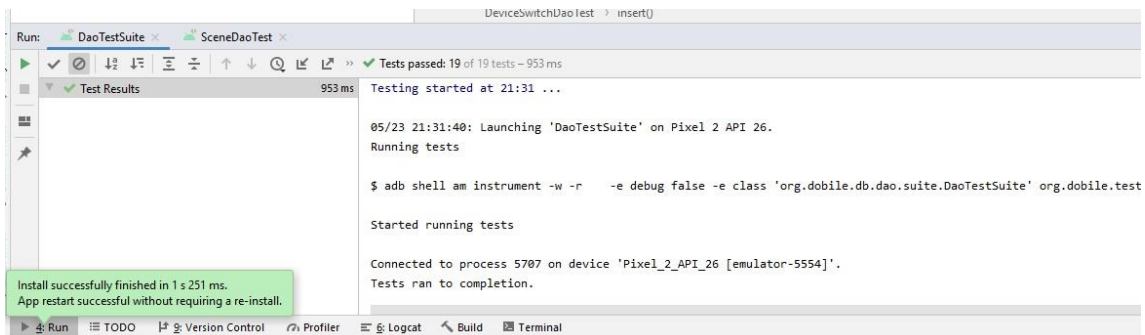 DeviceSwitchDaoTest > insert()
Run: DaoTestSuite × SceneDaoTest ×
» ✔ Tests passed: 19 of 19 tests – 953 ms
Test Results 953 ms
Testing started at 21:31 ...
05/23 21:31:40: Launching 'DaoTestSuite' on Pixel 2 API 26.
Running tests
$ adb shell am instrument -w -r    -e debug false -e class 'org.dobile.db.dao.suite.DaoTestSuite' org.dobile.test
Started running tests
Connected to process 5707 on device 'Pixel_2_API_26 [emulator-5554]'.
Tests ran to completion.
Install successfully finished in 1 s 251 ms.
App restart successful without requiring a re-install.
4: Run TODO 9: Version Control Profiler 6: Logcat Build Terminal